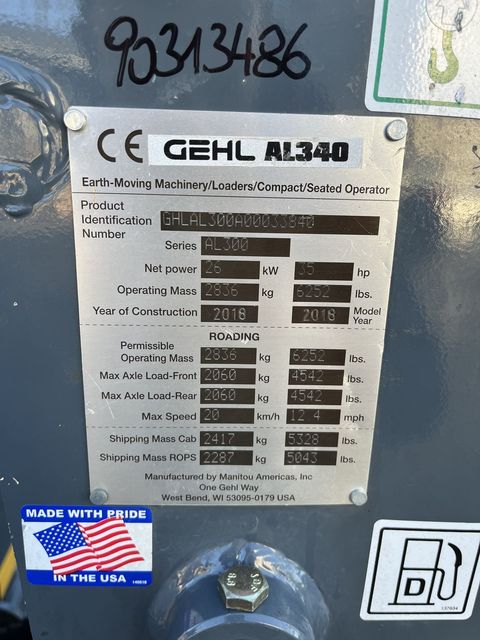 90313486
CE GEHL AL340
Earth-Moving Machinery/Loaders/Compact/Seated Operator
Product Identification Number GHLAL300A00033840
Series AL300
Net power 26 kW 35 hp
Operating Mass 2836 kg 6252 lbs.
Year of Construction 2018 2018 Model Year
ROADING
Permissible Operating Mass 2836 kg 6252 lbs.
Max Axle Load-Front 2060 kg 4542 lbs.
Max Axle Load-Rear 2060 kg 4542 lbs.
Max Speed 20 km/h 12.4 mph
Shipping Mass Cab 2417 kg 5328 lbs.
Shipping Mass ROPS 2287 kg 5043 lbs.
Manufactured by Manitou Americas, Inc
One Gehl Way
West Bend, WI 53095-0179 USA
MADE WITH PRIDE
IN THE USA
D
8.8